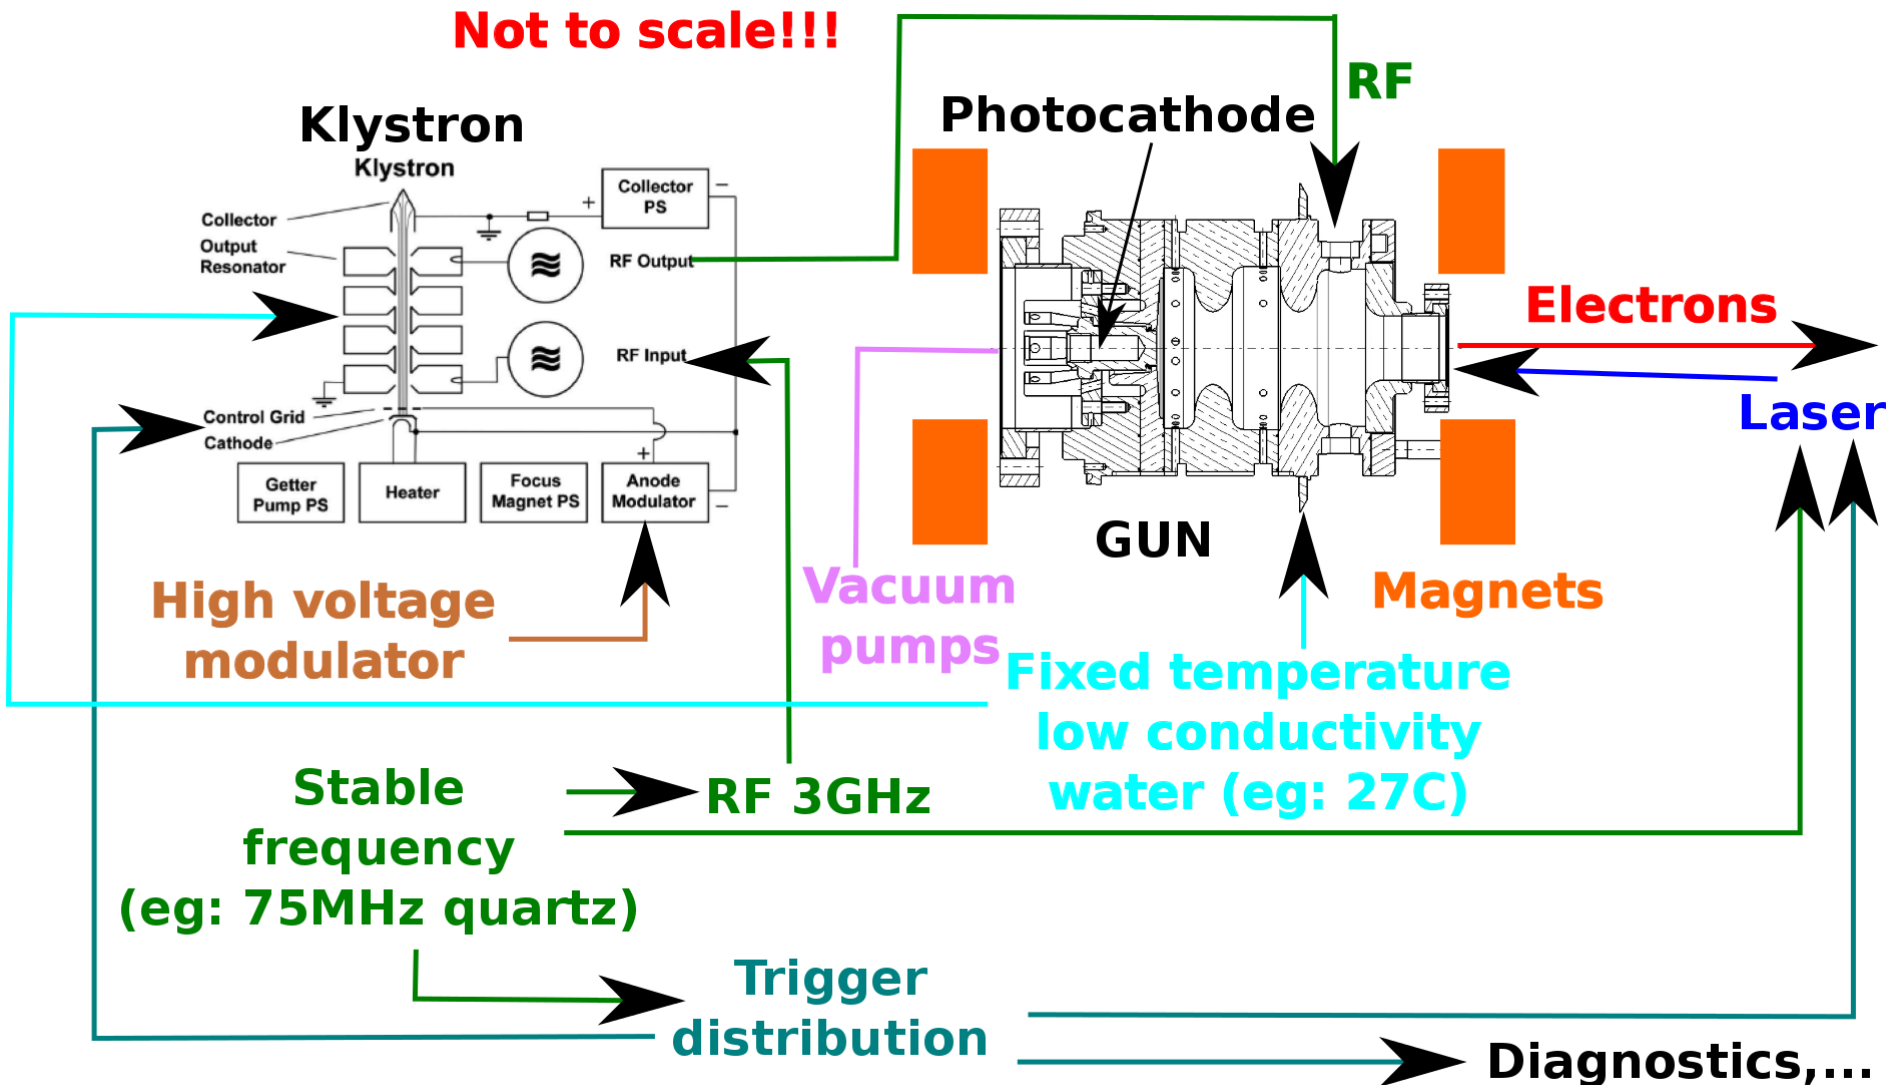 Not to scale!!!
RF
Klystron
Photocathode
Klystron
Collector
PS
+
−
Collector
Output
Resonator
RF Output
RF Input
Electrons
Laser
Control Grid
Cathode
+
−
Getter
Pump PS
Heater
Focus
Magnet PS
Anode
Modulator
GUN
High voltage
modulator
Vacuum
pumps
Magnets
Fixed temperature
low conductivity
water (eg: 27C)
Stable
frequency
(eg: 75MHz quartz)
RF 3GHz
Trigger
distribution
Diagnostics,...